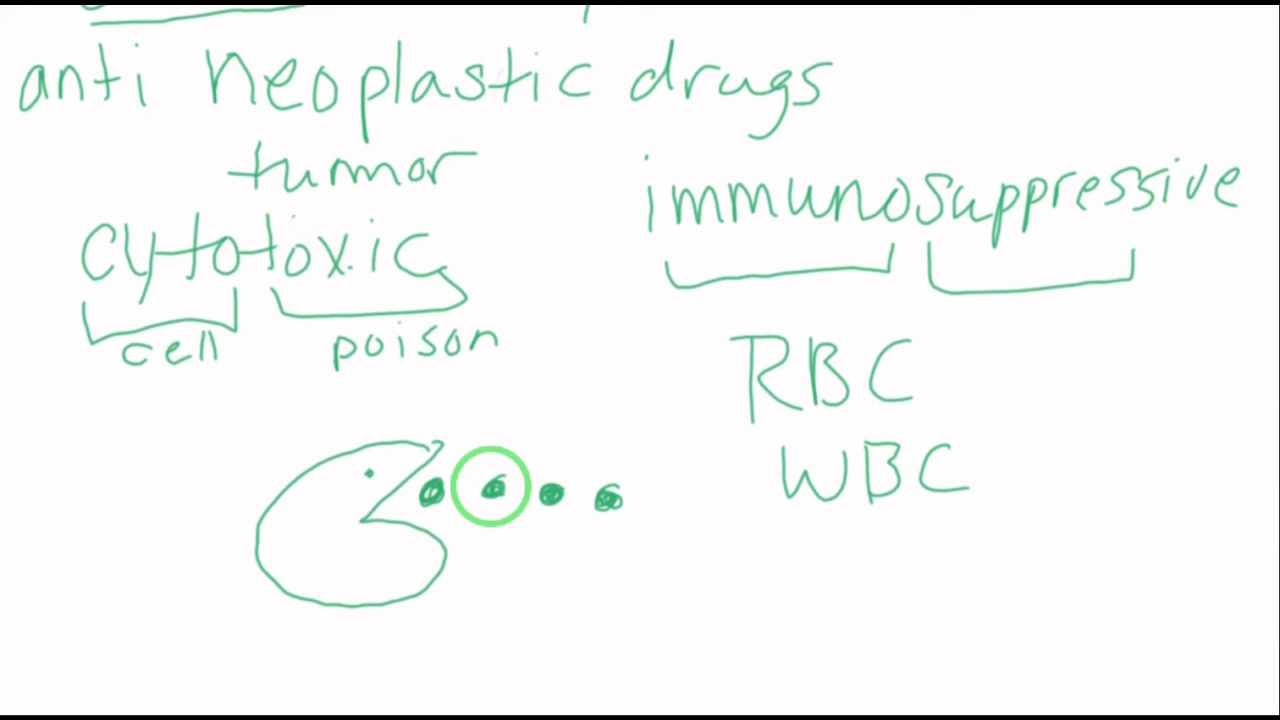 anti neoplastic drugs
tumor
immunosuppressive
cytotoxic
cell poison
RBC
WBC